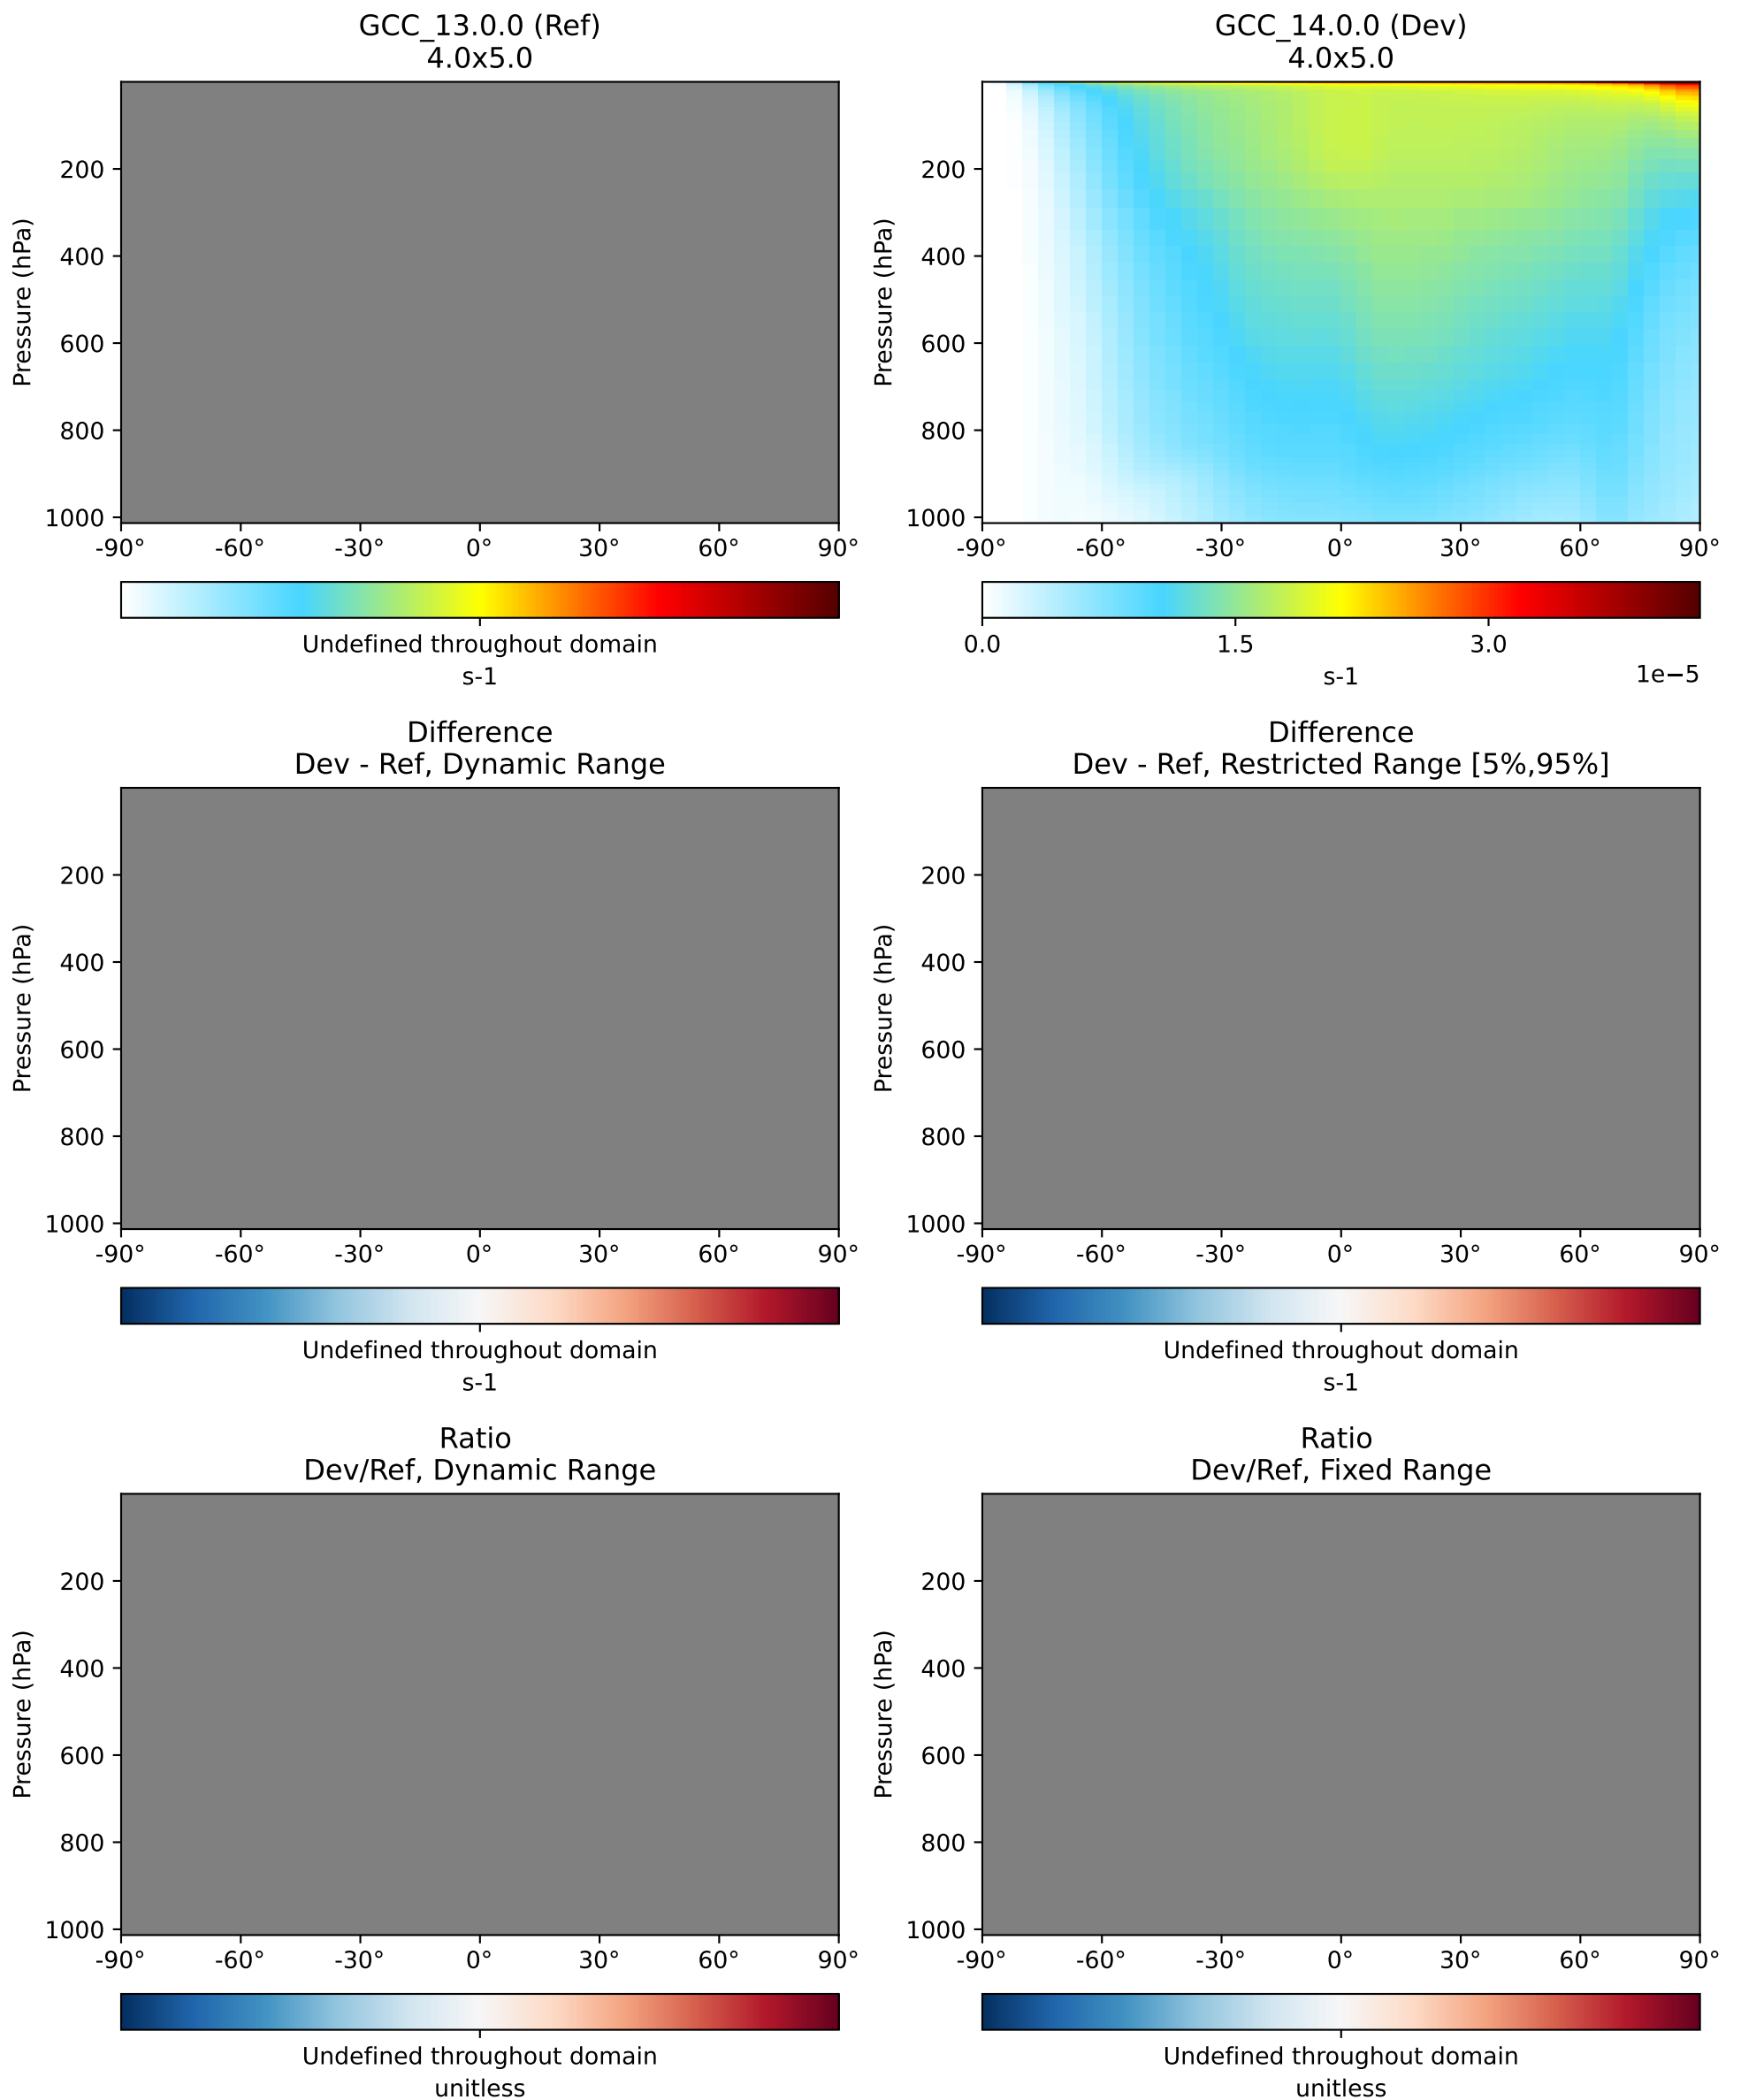 GCC_13.0.0 (Ref)
4.0x5.0
Pressure (hPa)
200
400
600
800
1000
-90° -60° -30° 0° 30° 60° 90°
Undefined throughout domain
s-1
GCC_14.0.0 (Dev)
4.0x5.0
Pressure (hPa)
200
400
600
800
1000
-90° -60° -30° 0° 30° 60° 90°
0.0 1.5 3.0
s-1 1e−5
Difference
Dev - Ref, Dynamic Range
Pressure (hPa)
200
400
600
800
1000
-90° -60° -30° 0° 30° 60° 90°
Undefined throughout domain
s-1
Difference
Dev - Ref, Restricted Range [5%,95%]
Pressure (hPa)
200
400
600
800
1000
-90° -60° -30° 0° 30° 60° 90°
Undefined throughout domain
s-1
Ratio
Dev/Ref, Dynamic Range
Pressure (hPa)
200
400
600
800
1000
-90° -60° -30° 0° 30° 60° 90°
Undefined throughout domain
unitless
Ratio
Dev/Ref, Fixed Range
Pressure (hPa)
200
400
600
800
1000
-90° -60° -30° 0° 30° 60° 90°
Undefined throughout domain
unitless